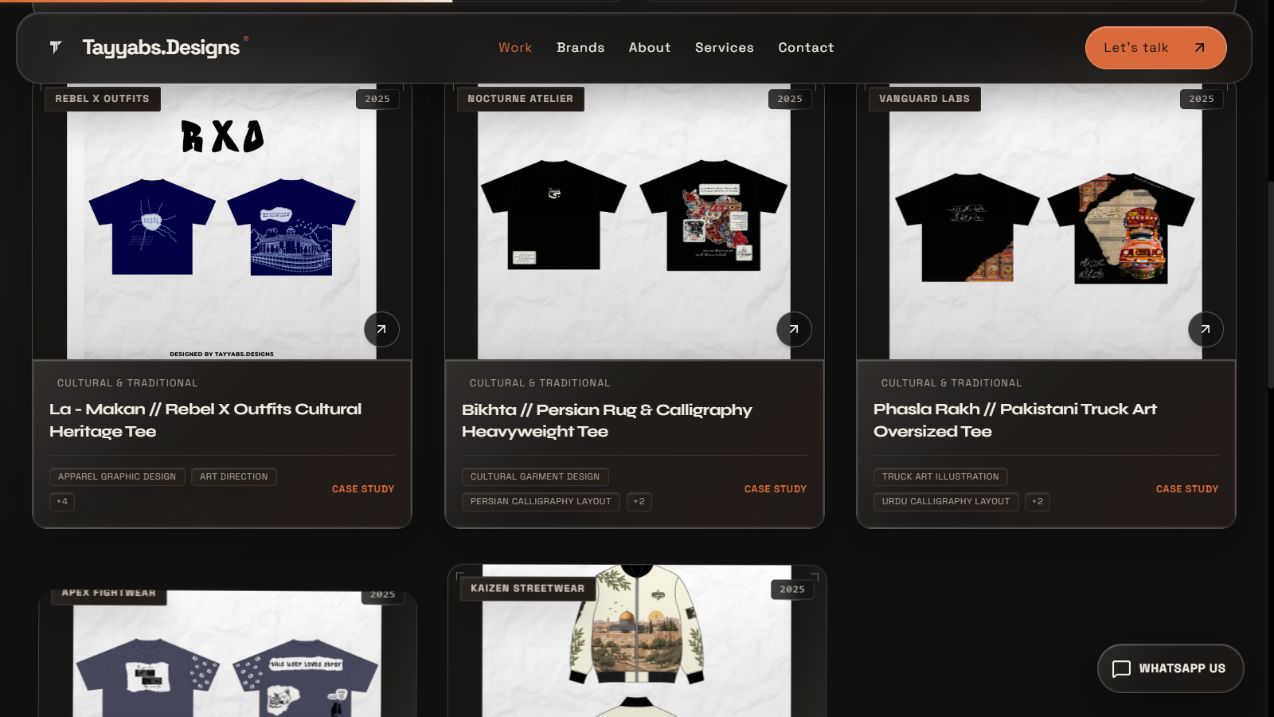 Tayyabs.Designs
Work
Brands
About
Services
Contact
Let's talk
REBEL X OUTFITS
2025
RXO
REBEL
DESIGNED BY TAYYABS.DESIGNS
CULTURAL & TRADITIONAL
La - Makan // Rebel X Outfits Cultural
Heritage Tee
APPAREL GRAPHIC DESIGN
ART DIRECTION
+4
CASE STUDY
NOCTURNE ATELIER
2025
CULTURAL & TRADITIONAL
Bikhta // Persian Rug & Calligraphy
Heavyweight Tee
CULTURAL GARMENT DESIGN
PERSIAN CALLIGRAPHY LAYOUT
+2
CASE STUDY
VANGUARD LABS
2025
CULTURAL & TRADITIONAL
Phasla Rakh // Pakistani Truck Art
Oversized Tee
TRUCK ART ILLUSTRATION
URDU CALLIGRAPHY LAYOUT
+2
CASE STUDY
APEX FIGHTWEAR
2025
KAIZEN STREETWEAR
2025
WHATSAPP US